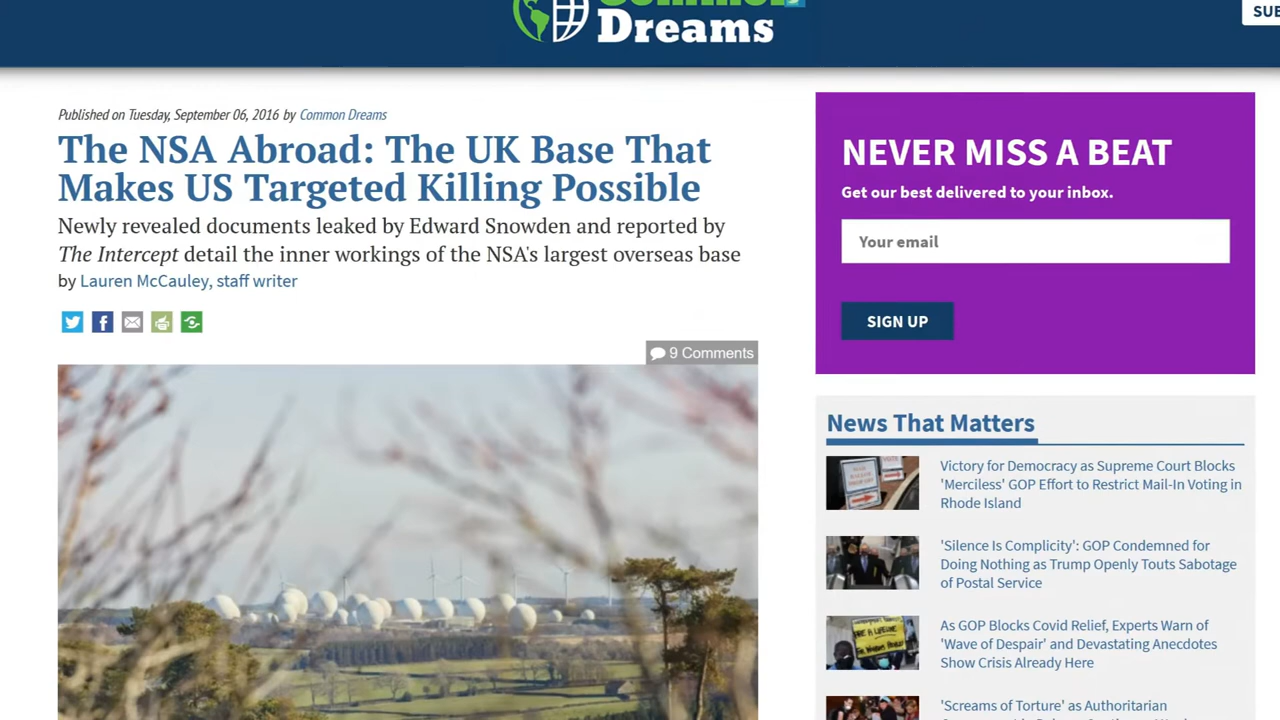 Dreams
SUB
Published on Tuesday, September 06, 2016 by Common Dreams
The NSA Abroad: The UK Base That
Makes US Targeted Killing Possible
Newly revealed documents leaked by Edward Snowden and reported by
The Intercept detail the inner workings of the NSA's largest overseas base
by Lauren McCauley, staff writer
9 Comments
NEVER MISS A BEAT
Get our best delivered to your inbox.
Your email
SIGN UP
News That Matters
Victory for Democracy as Supreme Court Blocks
'Merciless' GOP Effort to Restrict Mail-In Voting in
Rhode Island
'Silence Is Complicity': GOP Condemned for
Doing Nothing as Trump Openly Touts Sabotage
of Postal Service
As GOP Blocks Covid Relief, Experts Warn of
'Wave of Despair' and Devastating Anecdotes
Show Crisis Already Here
'Screams of Torture' as Authoritarian